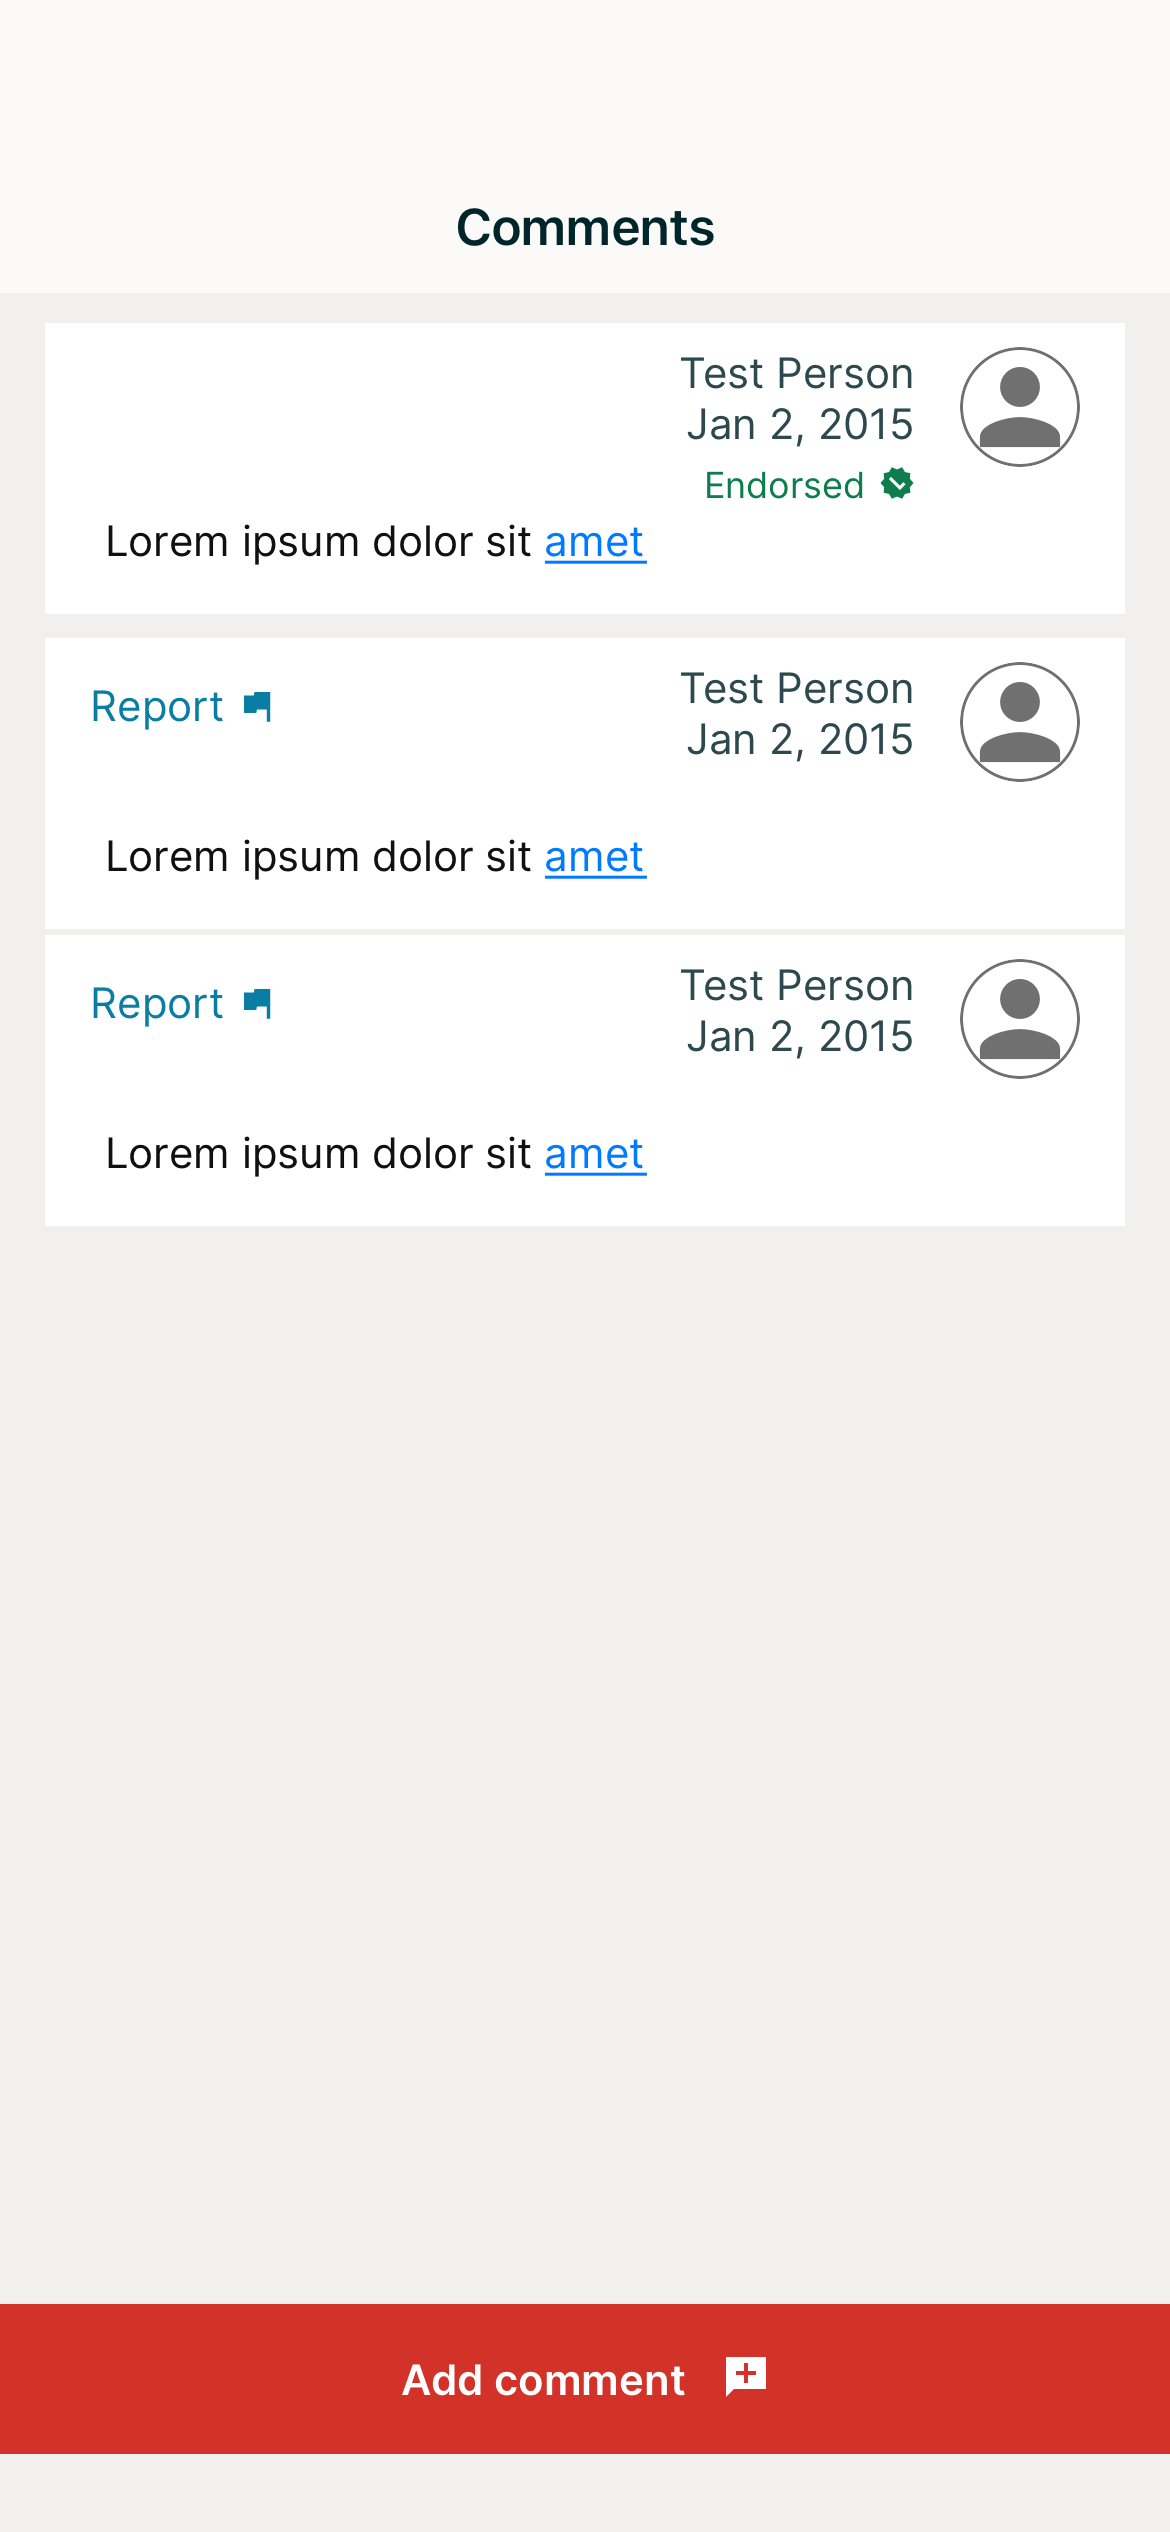 Comments
Test Person
Jan 2, 2015
Endorsed
Lorem ipsum dolor sit amet
Report
Test Person
Jan 2, 2015
Lorem ipsum dolor sit amet
Report
Test Person
Jan 2, 2015
Lorem ipsum dolor sit amet
Add comment